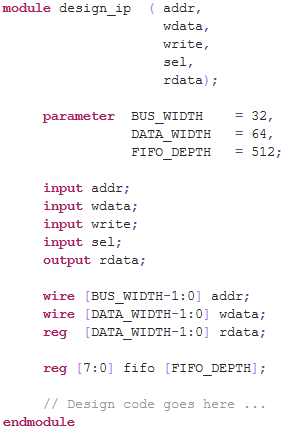 module design_ip  ( addr,
                    wdata,
                    write,
                    sel,
                    rdata);
     parameter  BUS_WIDTH    = 32,
                DATA_WIDTH   = 64,
                FIFO_DEPTH   = 512;
     input addr;
     input wdata;
     input write;
     input sel;
     output rdata;
     wire [BUS_WIDTH-1:0] addr;
     wire [DATA_WIDTH-1:0] wdata;
     reg  [DATA_WIDTH-1:0] rdata;
     reg [7:0] fifo [FIFO_DEPTH];
     // Design code goes here ...
endmodule